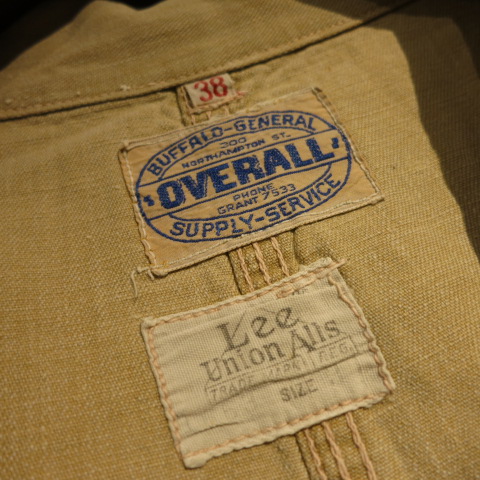 38
BUFFALO-GENERAL
300
NORTHAMPTON ST.
OVERALL
PHONE
GRANT 7533
SUPPLY-SERVICE
Lee
Union Alls
TRADE MARK REG.
SIZE